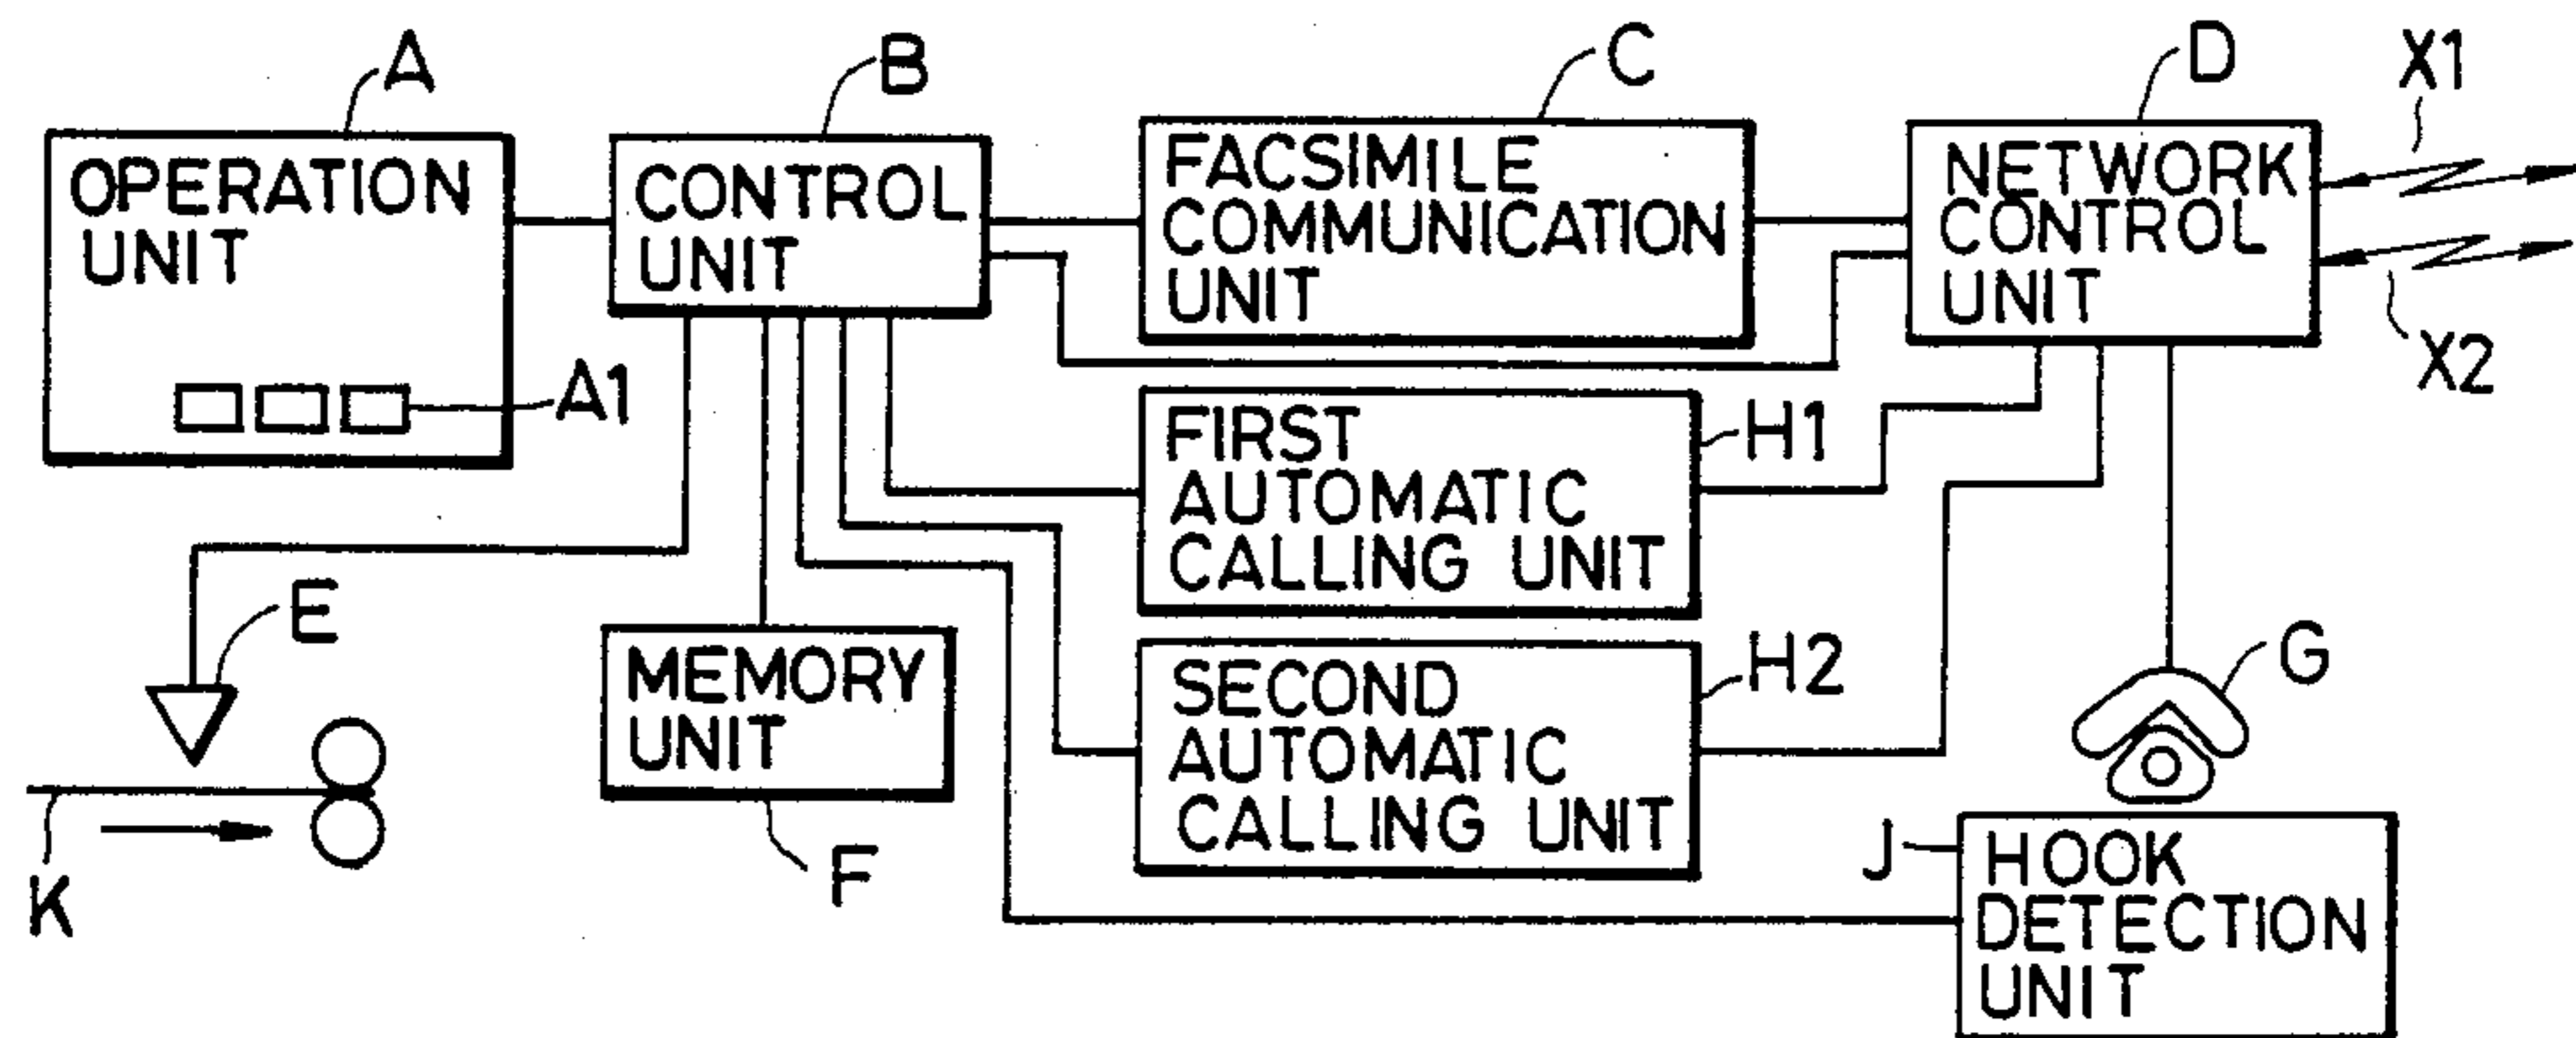 A
B
C
D
X1
OPERATION
UNIT
CONTROL
UNIT
FACSIMILE
COMMUNICATION
UNIT
NETWORK
CONTROL
UNIT
X2
A1
FIRST
AUTOMATIC
CALLING UNIT
H1
E
MEMORY
UNIT
SECOND
AUTOMATIC
CALLING UNIT
H2
G
K
F
J
HOOK
DETECTION
UNIT